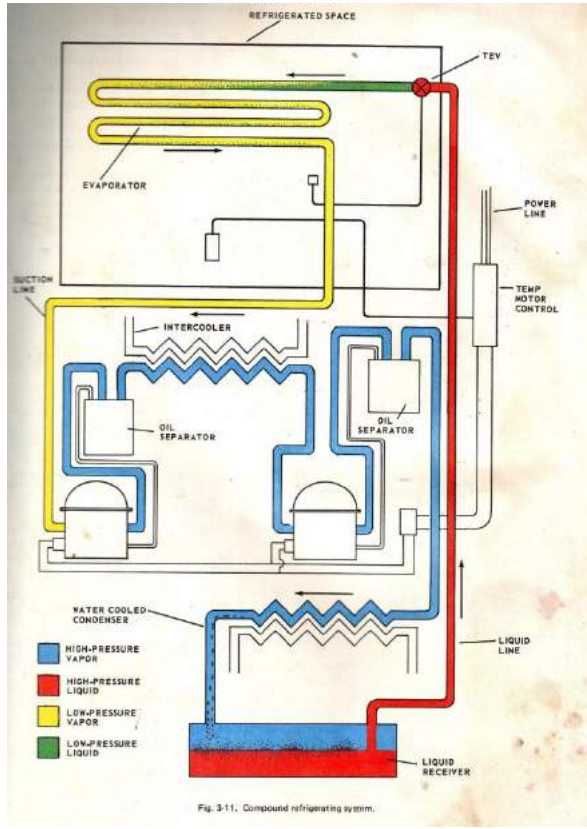 REFRIGERATED SPACE
TEV
EVAPORATOR
POWER
LINE
SUCTION
LINE
TEMP
MOTOR
CONTROL
INTERCOOLER
OIL
SEPARATOR
OIL
SEPARATOR
WATER COOLED
CONDENSER
LIQUID
LINE
HIGH-PRESSURE
VAPOR
HIGH-PRESSURE
LIQUID
LOW-PRESSURE
VAPOR
LOW-PRESSURE
LIQUID
LIQUID
RECEIVER
Fig. 3-11. Compound refrigerating system.